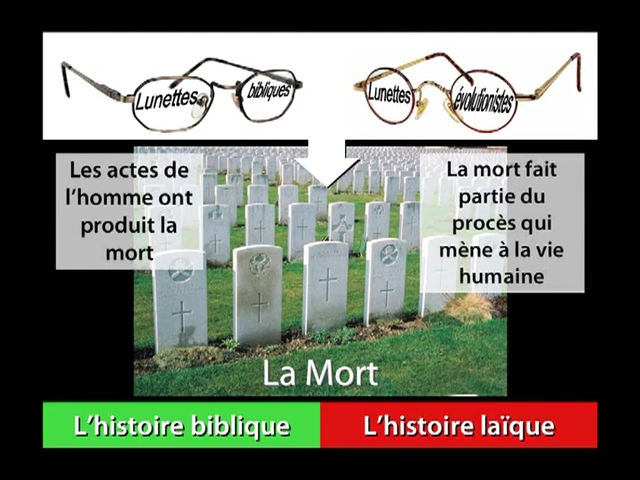 Lunettes bibliques
Lunettes évolutionistes
Les actes de
l'homme ont
produit la
mort
La mort fait
partie du
procès qui
mène à la vie
humaine
La Mort
L'histoire biblique
L'histoire laïque